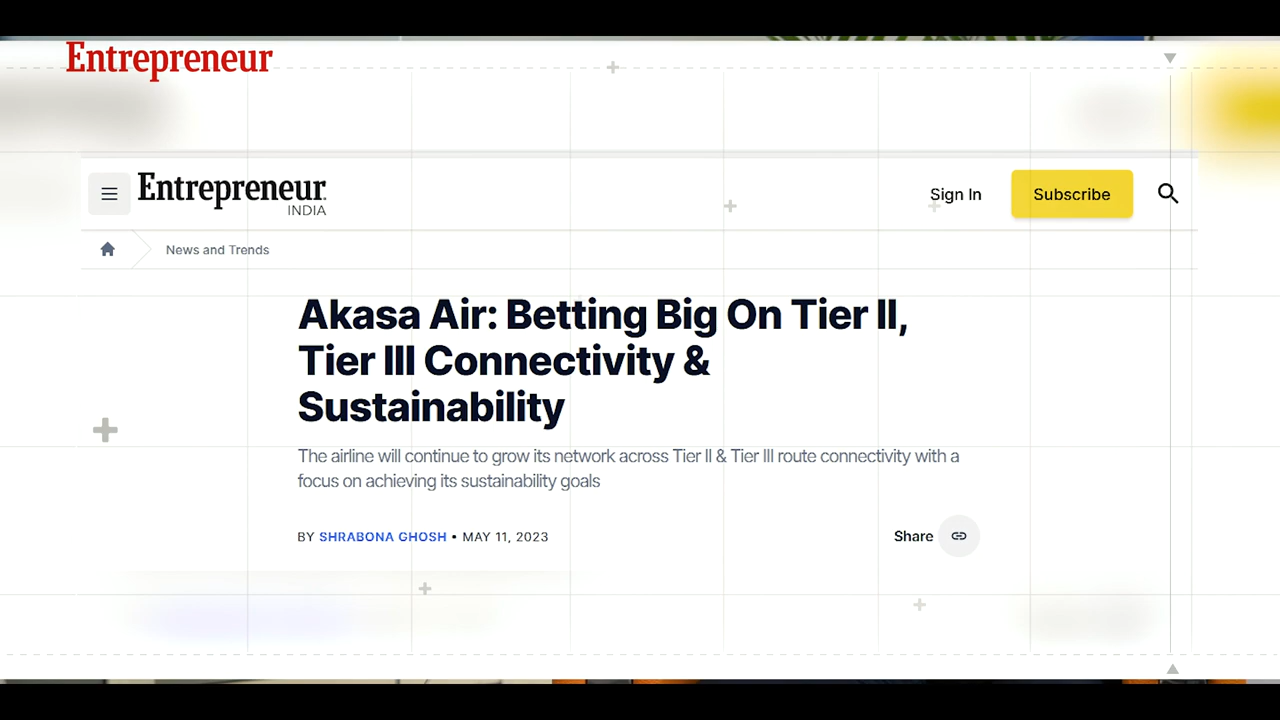 Entrepreneur
Entrepreneur
INDIA
Sign In
Subscribe
News and Trends
Akasa Air: Betting Big On Tier II,
Tier III Connectivity &
Sustainability
The airline will continue to grow its network across Tier II & Tier III route connectivity with a
focus on achieving its sustainability goals
BY SHRABONA GHOSH • MAY 11, 2023
Share